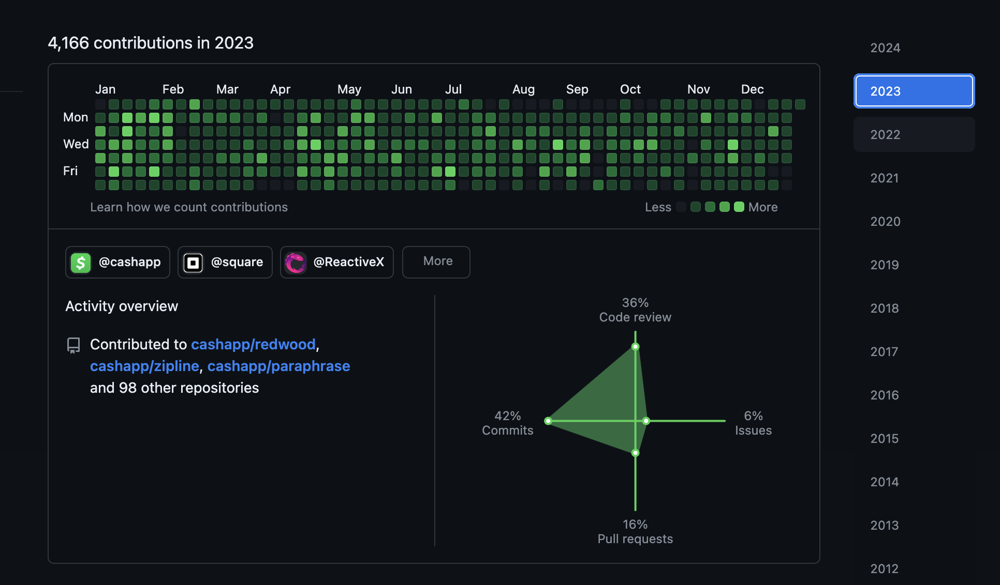 4,166 contributions in 2023
Jan Feb Mar Apr May Jun Jul Aug Sep Oct Nov Dec
Mon
Wed
Fri
Learn how we count contributions
Less More
@cashapp @square @ReactiveX More
Activity overview
Contributed to cashapp/redwood,
cashapp/zipline, cashapp/paraphrase
and 98 other repositories
36%
Code review
42%
Commits
6%
Issues
16%
Pull requests
2024
2023
2022
2021
2020
2019
2018
2017
2016
2015
2014
2013
2012